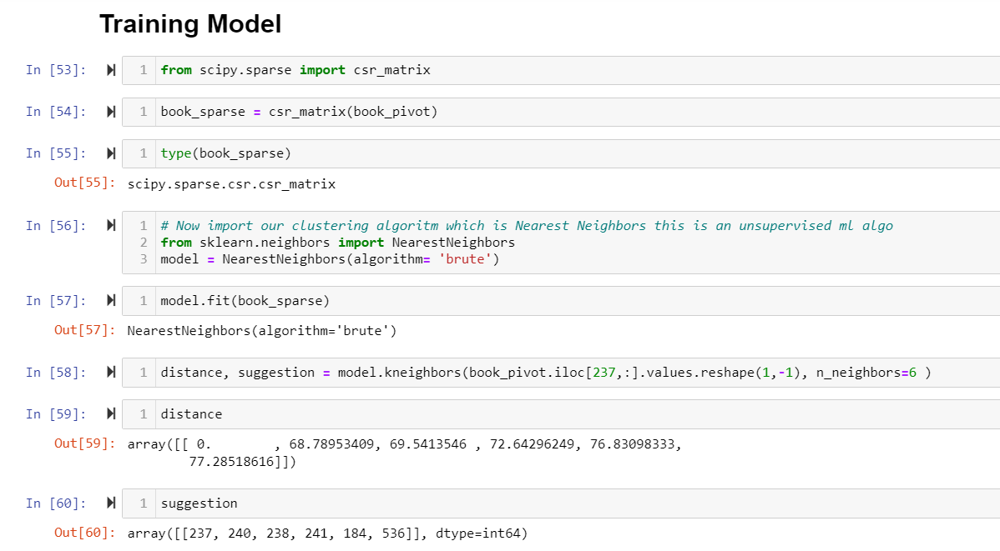 Training Model
In [53]: 1 from scipy.sparse import csr_matrix
In [54]: 1 book_sparse = csr_matrix(book_pivot)
In [55]: 1 type(book_sparse)
Out[55]: scipy.sparse.csr.csr_matrix
In [56]: 1 # Now import our clustering algoritm which is Nearest Neighbors this is an unsupervised ml algo
2 from sklearn.neighbors import NearestNeighbors
3 model = NearestNeighbors(algorithm= 'brute')
In [57]: 1 model.fit(book_sparse)
Out[57]: NearestNeighbors(algorithm='brute')
In [58]: 1 distance, suggestion = model.kneighbors(book_pivot.iloc[237,:].values.reshape(1,-1), n_neighbors=6 )
In [59]: 1 distance
Out[59]: array([[ 0.        , 68.78953409, 69.5413546 , 72.64296249, 76.83098333,
77.28518616]])
In [60]: 1 suggestion
Out[60]: array([[237, 240, 238, 241, 184, 536]], dtype=int64)